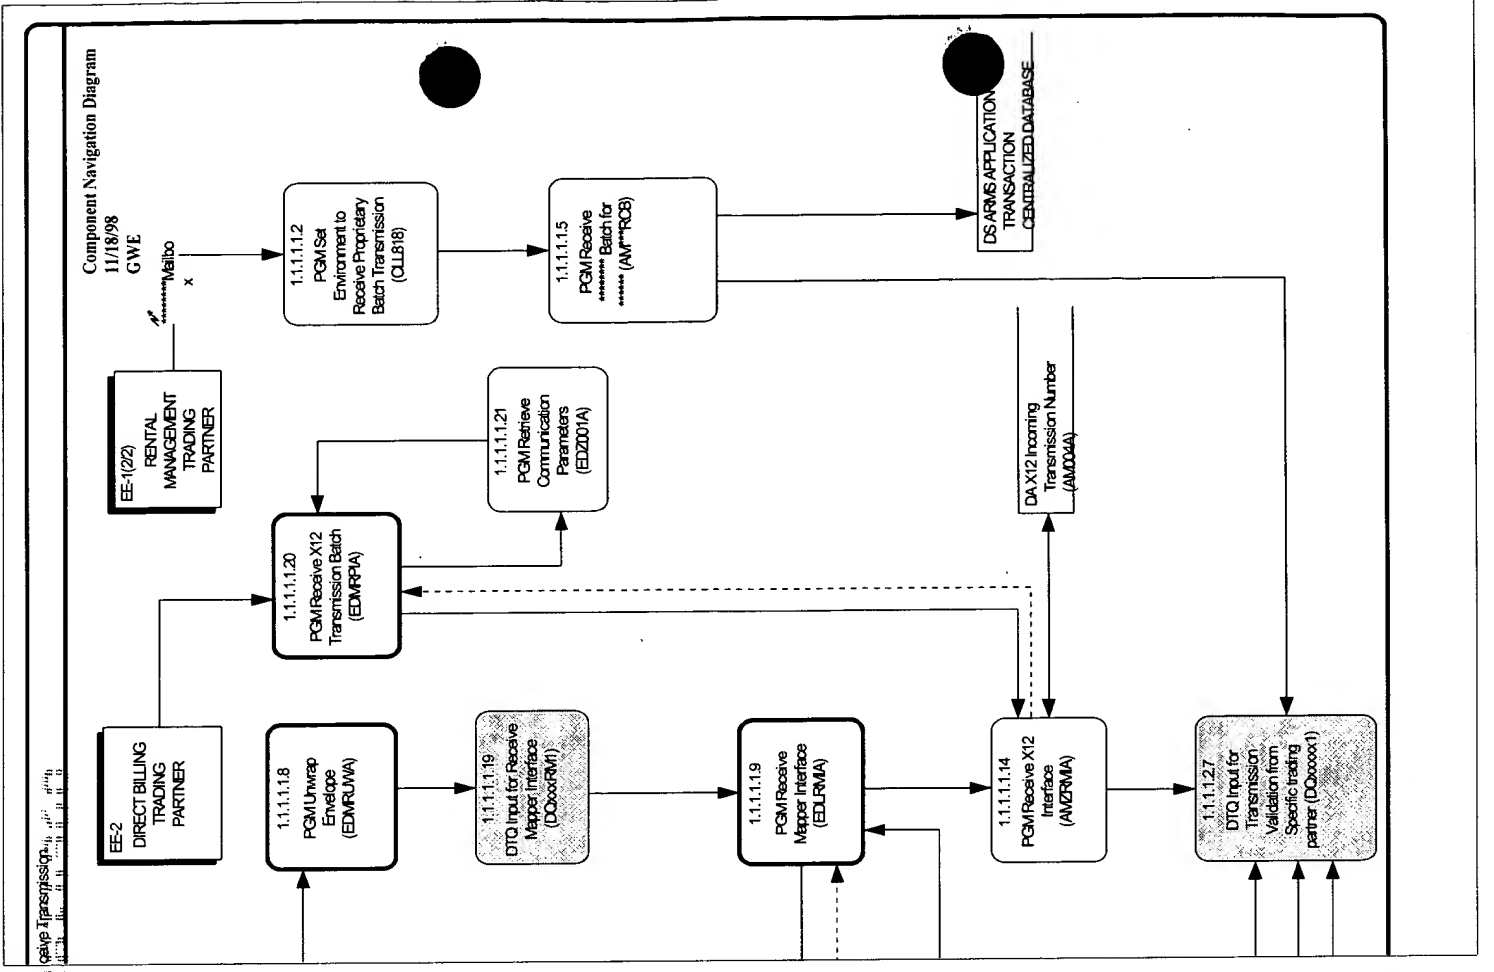 Component Navigation Diagram
11/18/98
GWE
EE-1(2/2)
RENTAL
MANAGEMENT
TRADING
PARTNER
********Mailbo
x
1.1.1.1.1.2
PGM Set
Environment to
Receive Proprietary
Batch Transmission
(CLL818)
1.1.1.1.1.5
PGM Receive
******** Batch for
****** (AM***RCB)
DS ARMS APPLICATION
TRANSACTION
CENTRALIZED DATABASE
1.1.1.1.1.21
PGM Retrieve
Communication
Parameters
(EDZ001A)
1.1.1.1.1.20
PGM Receive X12
Transmission Batch
(EDMRPIA)
DA X12 Incoming
Transmission Number
(AM004A)
EE-2
DIRECT BILLING
TRADING
PARTNER
1.1.1.1.1.8
PGM Unwrap
Envelope
(EDMRUWA)
1.1.1.1.1.19
DTQ Input for Receive
Mapper Interface
(DQxxxRM1)
1.1.1.1.1.9
PGM Receive
Mapper Interface
(EDLRMIA)
1.1.1.1.1.14
PGM Receive X12
Interface
(AMZRMIA)
1.1.1.1.2.7
DTQ Input for
Transmission
Validation from
Specific trading
partner (DQxxxxx1)
ceive Transmission